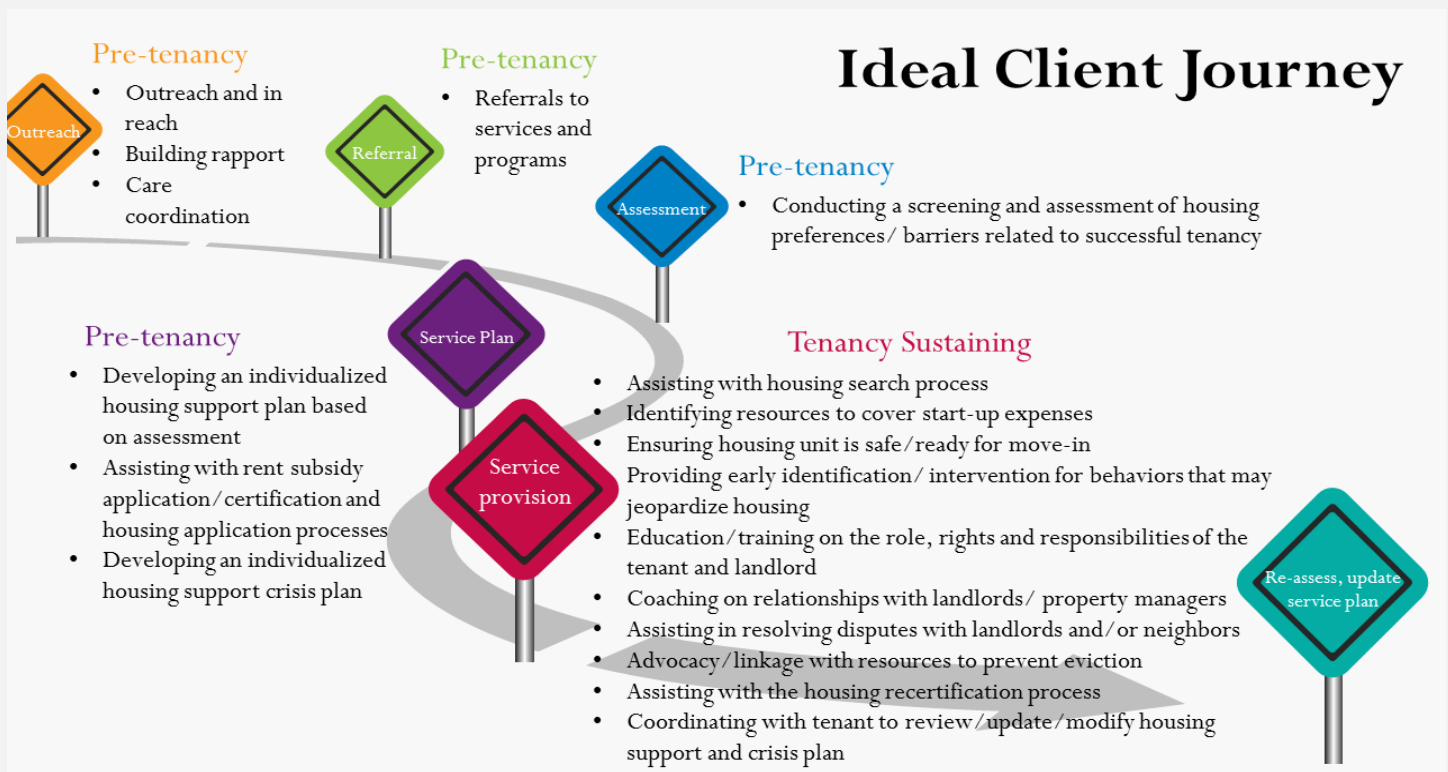 Ideal Client Journey
Outreach
Pre-tenancy
• Outreach and in
reach
• Building rapport
• Care
coordination
Referral
Pre-tenancy
• Referrals to
services and
programs
Assessment
Pre-tenancy
• Conducting a screening and assessment of housing
preferences/ barriers related to successful tenancy
Service Plan
Pre-tenancy
• Developing an individualized
housing support plan based
on assessment
• Assisting with rent subsidy
application/certification and
housing application processes
• Developing an individualized
housing support crisis plan
Service
provision
Tenancy Sustaining
• Assisting with housing search process
• Identifying resources to cover start-up expenses
• Ensuring housing unit is safe/ready for move-in
• Providing early identification/ intervention for behaviors that may
jeopardize housing
• Education/training on the role, rights and responsibilities of the
tenant and landlord
• Coaching on relationships with landlords/ property managers
• Assisting in resolving disputes with landlords and/or neighbors
• Advocacy/linkage with resources to prevent eviction
• Assisting with the housing recertification process
• Coordinating with tenant to review/update/modify housing
support and crisis plan
Re-assess, update
service plan